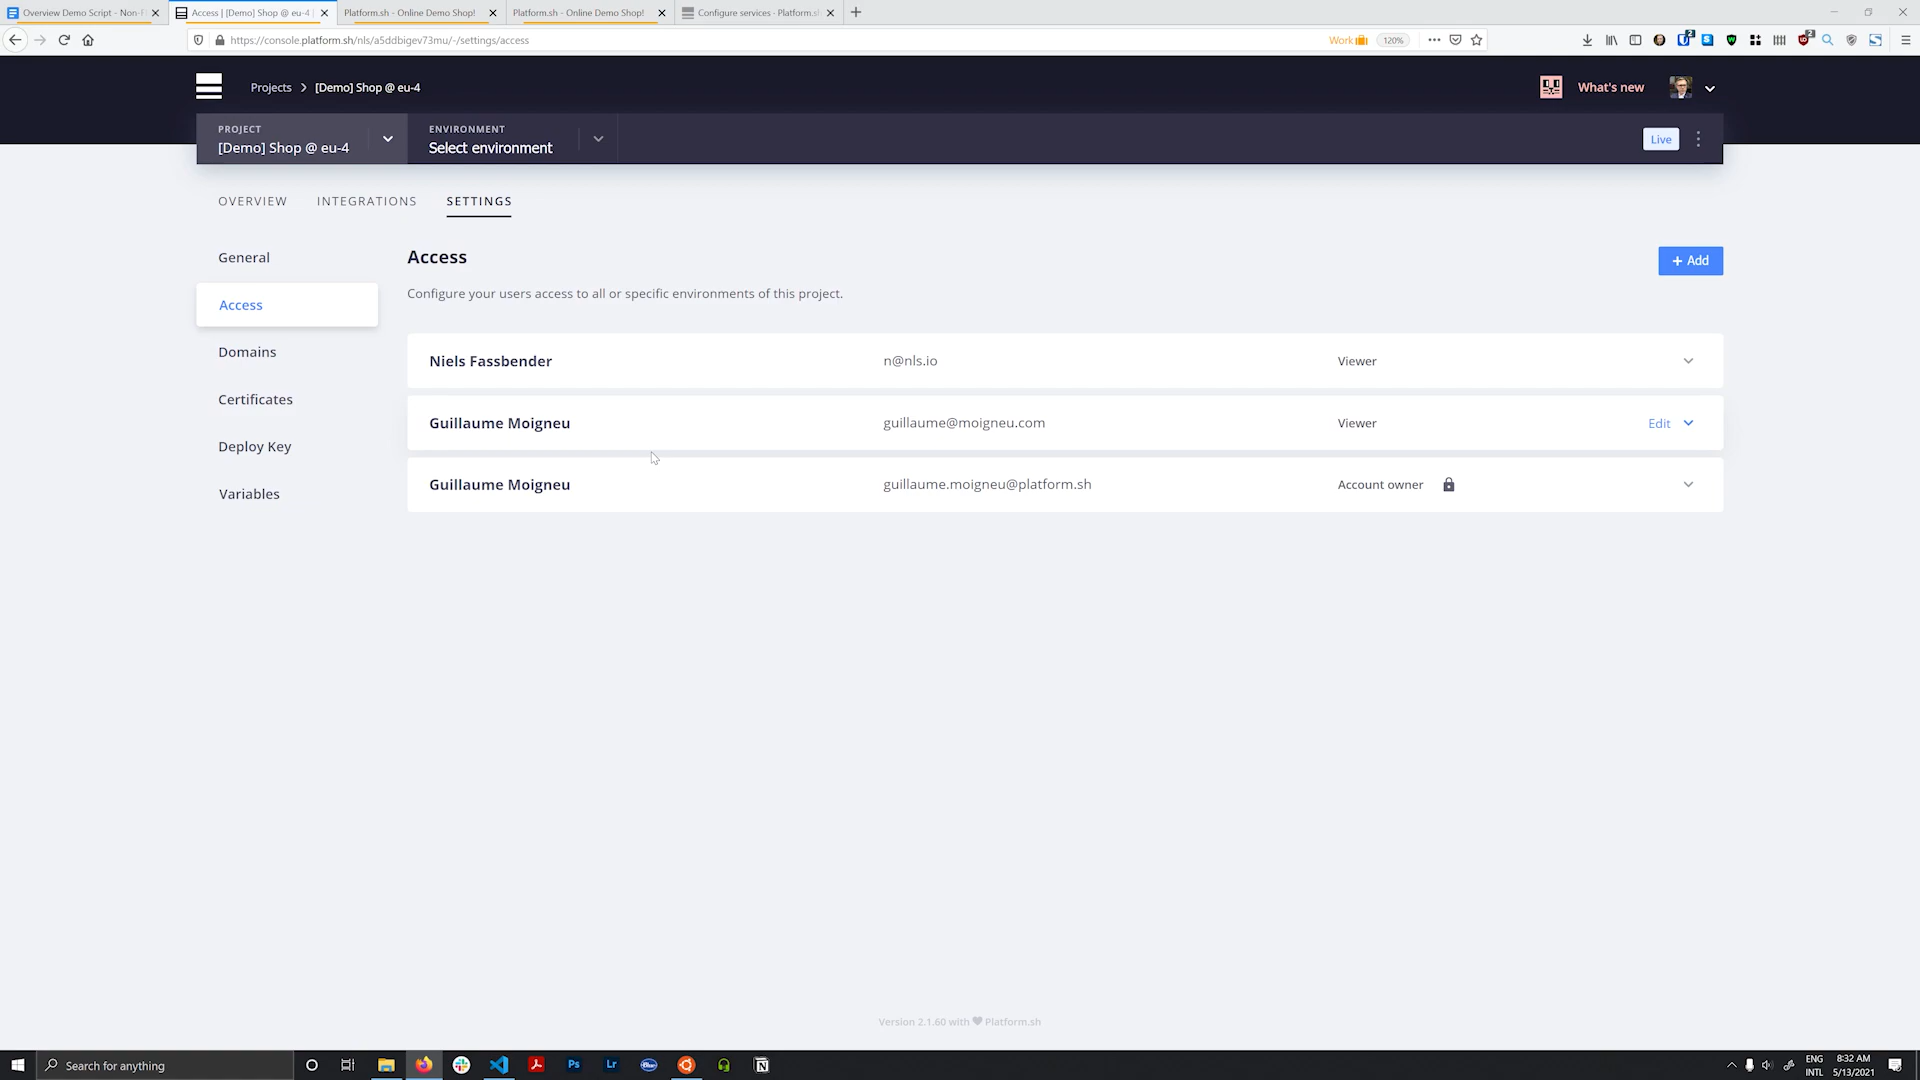 Overview Demo Script - Non-F
Access | [Demo] Shop @ eu-4 |
Platform.sh - Online Demo Shop!
Platform.sh - Online Demo Shop!
Configure services · Platform.sh
https://console.platform.sh/nls/a5ddbigev73mu/-/settings/access
Work
120%
2
2
Projects
[Demo] Shop @ eu-4
What's new
PROJECT
[Demo] Shop @ eu-4
ENVIRONMENT
Select environment
Live
OVERVIEW
INTEGRATIONS
SETTINGS
General
Access
Domains
Certificates
Deploy Key
Variables
Access
+ Add
Configure your users access to all or specific environments of this project.
Niels Fassbender
n@nls.io
Viewer
Guillaume Moigneu
guillaume@moigneu.com
Viewer
Edit
Guillaume Moigneu
guillaume.moigneu@platform.sh
Account owner
Version 2.1.60 with ❤ Platform.sh
Search for anything
Ps
Lr
ENG
INTL
8:32 AM
5/13/2021